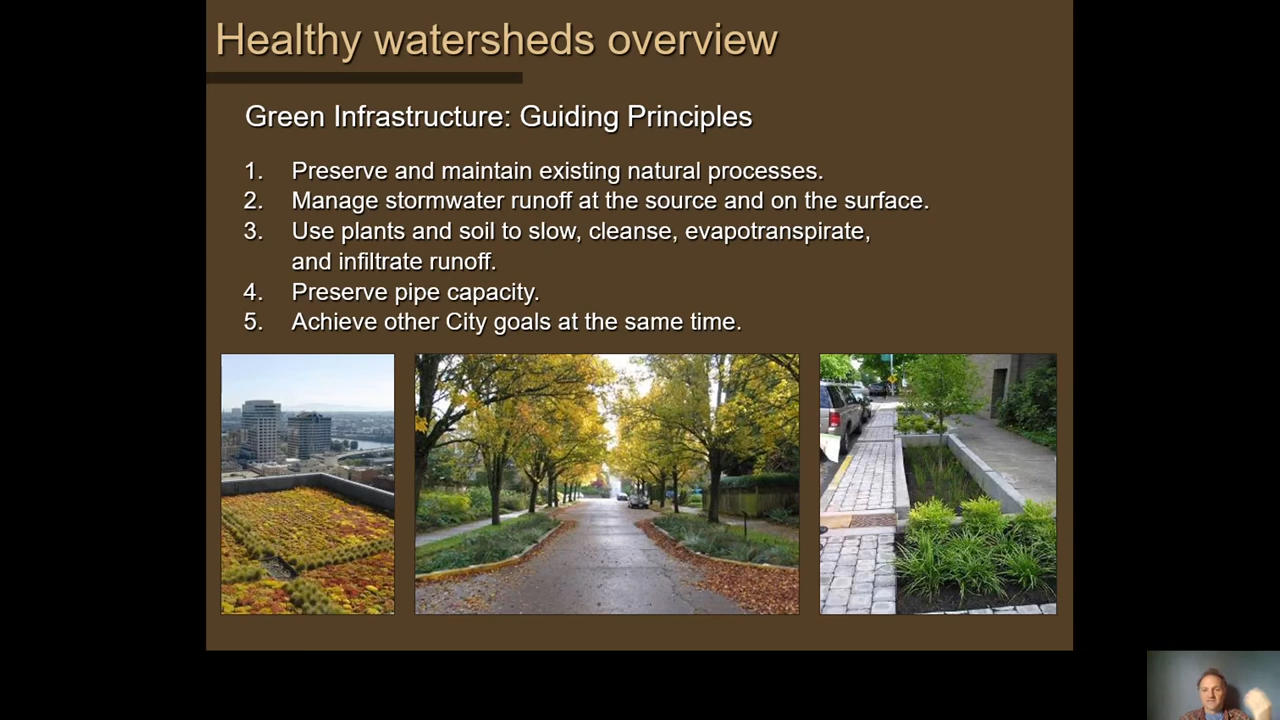 Healthy watersheds overview
Green Infrastructure: Guiding Principles
1. Preserve and maintain existing natural processes.
2. Manage stormwater runoff at the source and on the surface.
3. Use plants and soil to slow, cleanse, evapotranspirate,
and infiltrate runoff.
4. Preserve pipe capacity.
5. Achieve other City goals at the same time.